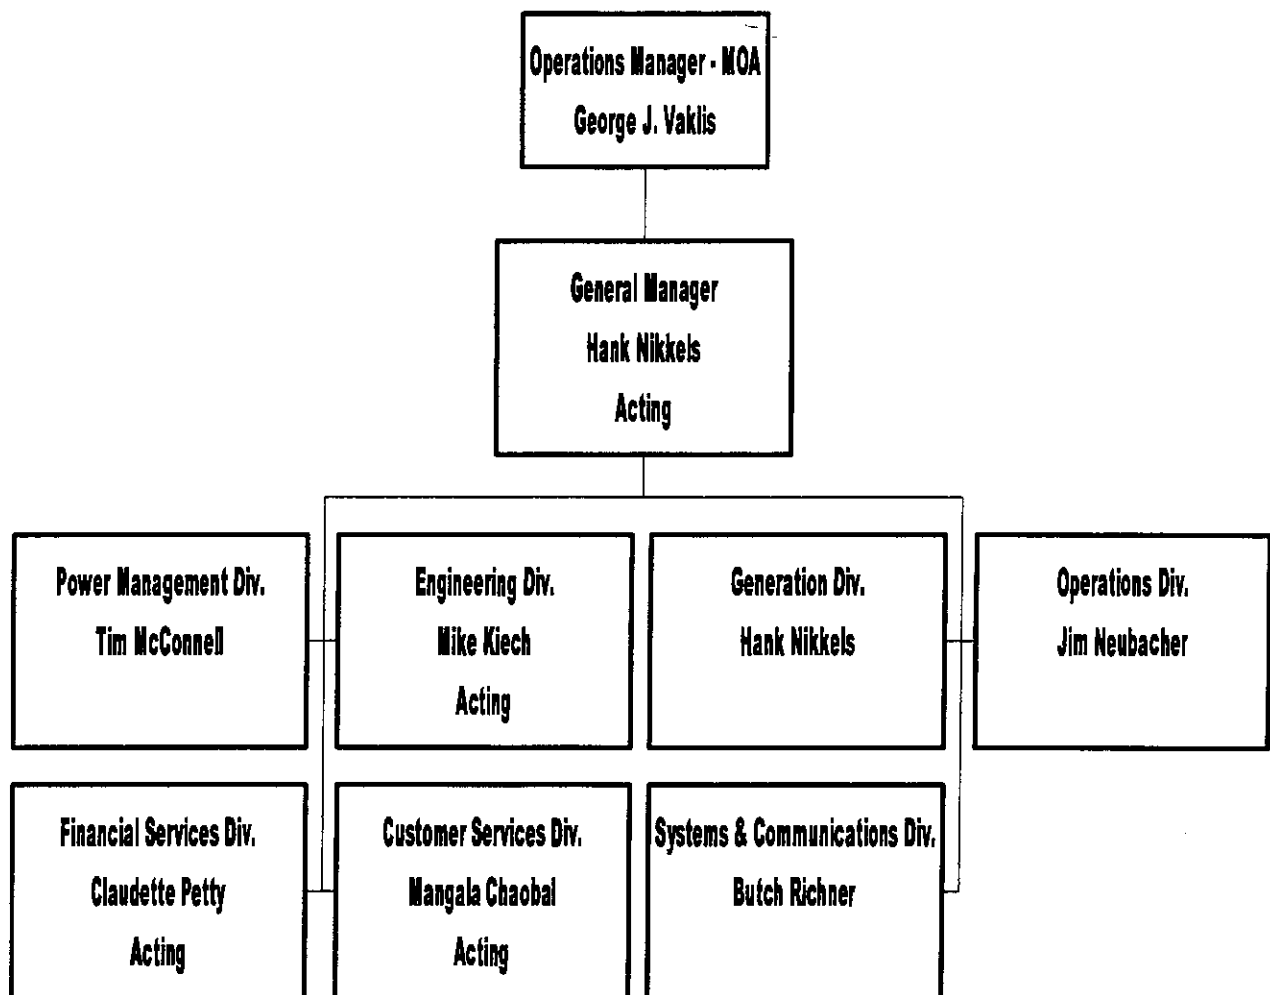 Operations Manager - MOA
George J. Vaklis
General Manager
Hank Nikkels
Acting
Power Management Div.
Tim McConnell
Engineering Div.
Mike Kiech
Acting
Generation Div.
Hank Nikkels
Operations Div.
Jim Neubacher
Financial Services Div.
Claudette Petty
Acting
Customer Services Div.
Mangala Chaobal
Acting
Systems & Communications Div.
Butch Richner